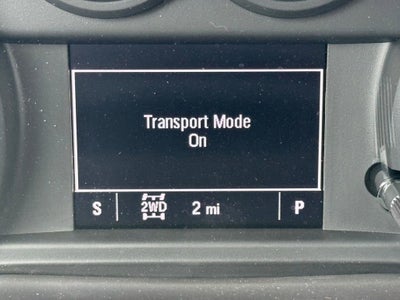 Transport Mode
On
S 2WD 2 mi P